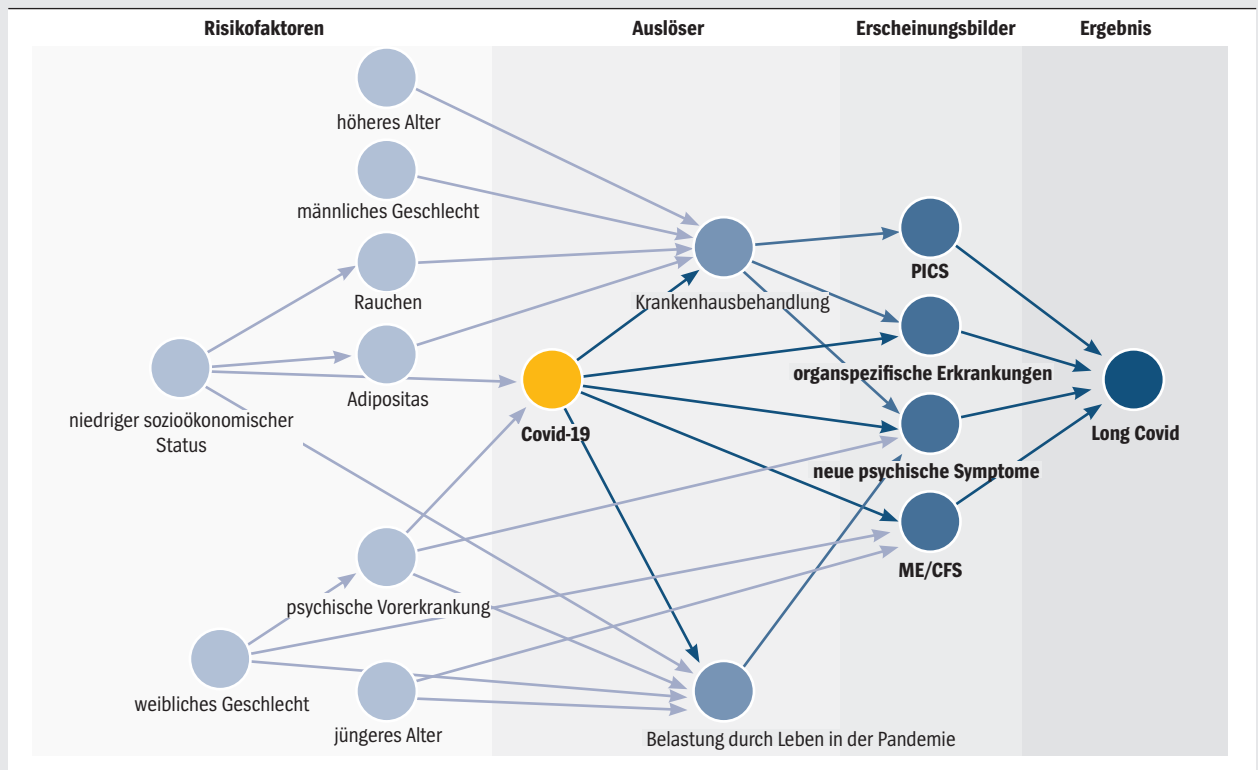 Risikofaktoren
Auslöser
Erscheinungsbilder
Ergebnis
höheres Alter
männliches Geschlecht
Rauchen
Adipositas
niedriger sozioökonomischer
Status
psychische Vorerkrankung
weibliches Geschlecht
jüngeres Alter
Krankenhausbehandlung
Covid-19
Belastung durch Leben in der Pandemie
PICS
organspezifische Erkrankungen
neue psychische Symptome
ME/CFS
Long Covid